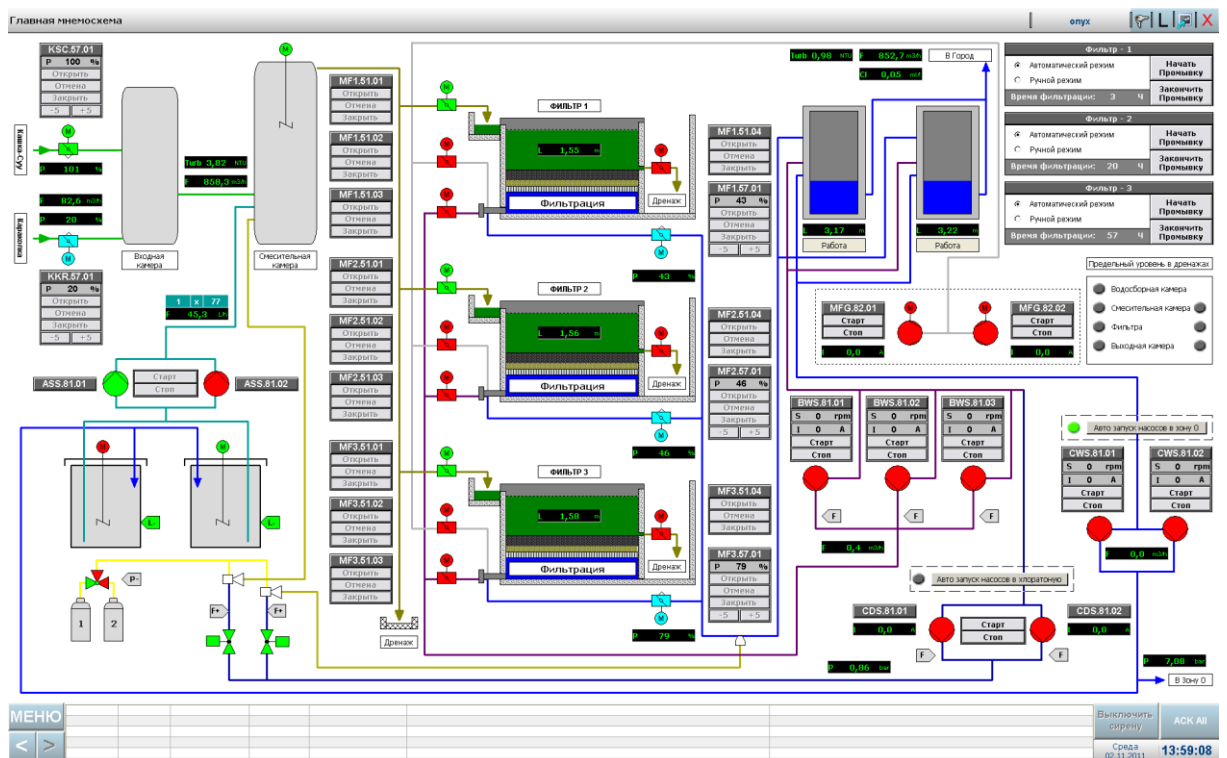 Главная мнемосхема
onyx
L
X
KSC.57.01
P 100 %
Открыть
Отмена
Закрыть
-5 +5
M
P 101 %
F 82,6 m3/h
P 20 %
M
KKR.57.01
P 20 %
Открыть
Отмена
Закрыть
-5 +5
Входная камера
Turb 3,82 NTU
F 858,3 m3/h
M
Смесительная камера
1 x 77
F 45,3 L/h
ASS.81.01
Старт
Стоп
ASS.81.02
M
M
L-
L-
P-
1
2
F+
F+
MF1.51.01
Открыть
Отмена
Закрыть
MF1.51.02
Открыть
Отмена
Закрыть
MF1.51.03
Открыть
Отмена
Закрыть
MF2.51.01
Открыть
Отмена
Закрыть
MF2.51.02
Открыть
Отмена
Закрыть
MF2.51.03
Открыть
Отмена
Закрыть
MF3.51.01
Открыть
Отмена
Закрыть
MF3.51.02
Открыть
Отмена
Закрыть
MF3.51.03
Открыть
Отмена
Закрыть
Дренаж
ФИЛЬТР 1
M
M
M
M
L 1,55 m
Фильтрация
Дренаж
M
P 43 %
ФИЛЬТР 2
M
M
M
M
L 1,56 m
Фильтрация
Дренаж
M
P 46 %
ФИЛЬТР 3
M
M
M
M
L 1,58 m
Фильтрация
Дренаж
M
P 79 %
MF1.51.04
Открыть
Отмена
Закрыть
MF1.57.01
P 43 %
Открыть
Отмена
Закрыть
-5 +5
MF2.51.04
Открыть
Отмена
Закрыть
MF2.57.01
P 46 %
Открыть
Отмена
Закрыть
-5 +5
MF3.51.04
Открыть
Отмена
Закрыть
MF3.57.01
P 79 %
Открыть
Отмена
Закрыть
-5 +5
Turb 0,98 NTU
F 852,7 m3/h
Cl 0,05 
В Город
L 3,17 m
Работа
L 3,22 m
Работа
MFG.82.01
Старт
Стоп
I 0,0 A
M
M
MFG.82.02
Старт
Стоп
I 0,0 A
BWS.81.01
S 0 rpm
I 0 A
Старт
Стоп
BWS.81.02
S 0 rpm
I 0 A
Старт
Стоп
BWS.81.03
S 0 rpm
I 0 A
Старт
Стоп
F
F
F
F 0,4 m3/h
Авто запуск насосов в хлоратоную
CDS.81.01
I 0,0 A
Старт
Стоп
CDS.81.02
I 0,0 A
F
F
P 0,86 bar
Фильтр - 1
Автоматический режим
Ручной режим
Время фильтрации: 3 Ч
Начать Промывку
Закончить Промывку
Фильтр - 2
Автоматический режим
Ручной режим
Время фильтрации: 20 Ч
Начать Промывку
Закончить Промывку
Фильтр - 3
Автоматический режим
Ручной режим
Время фильтрации: 57 Ч
Начать Промывку
Закончить Промывку
Предельный уровень в дренажах
Водосборная камера
Смесительная камера
Фильтра
Выходная камера
Авто запуск насосов в зону 0
CWS.81.01
S 0 rpm
I 0 A
Старт
Стоп
CWS.81.02
S 0 rpm
I 0 A
Старт
Стоп
F 0,0 m3/h
P 7,08 bar
В Зону 0
МЕНЮ
< >
Выключить сирену
ACK All
Среда
02.11.2011
13:59:08